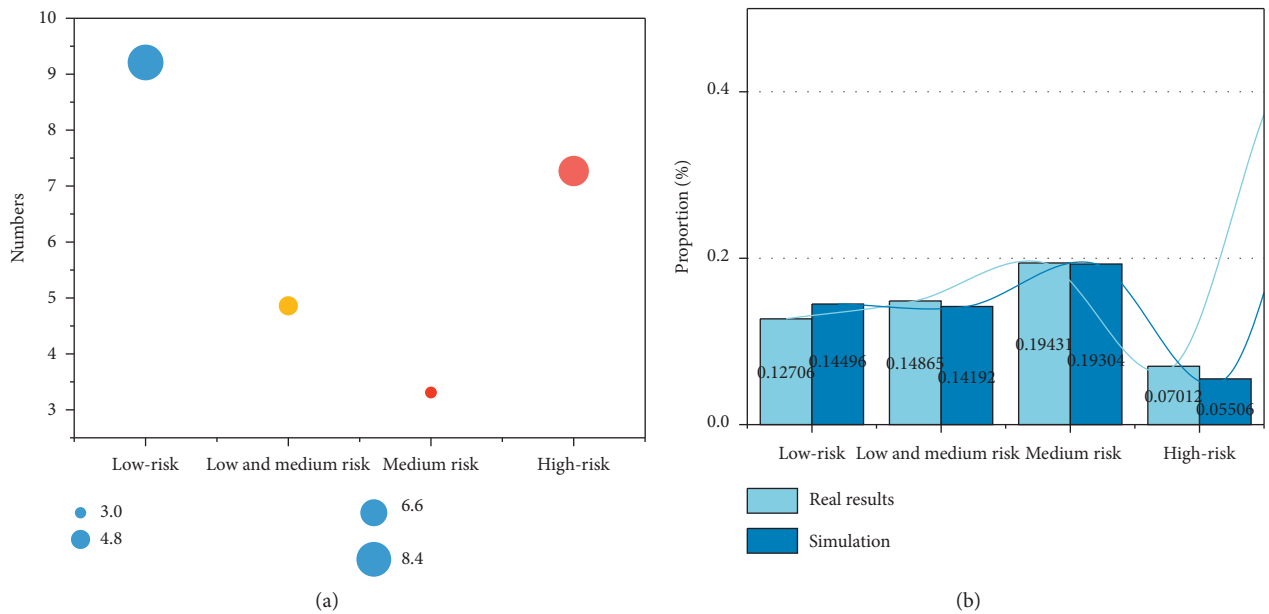 10
9
8
7
6
5
4
3
Numbers
Low-risk
Low and medium risk
Medium risk
High-risk
3.0
4.8
6.6
8.4
(a)
0.4
0.2
0.0
Proportion (%)
0.12706
0.14496
0.14865
0.14192
0.19431
0.19304
0.07012
0.05506
Low-risk
Low and medium risk
Medium risk
High-risk
Real results
Simulation
(b)